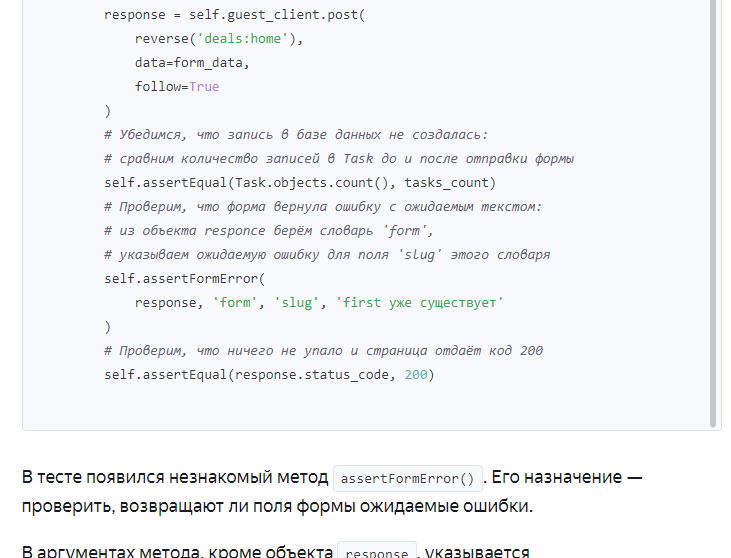 response = self.guest_client.post(
reverse('deals:home'),
data=form_data,
follow=True
)
# Убедимся, что запись в базе данных не создалась:
# сравним количество записей в Task до и после отправки формы
self.assertEqual(Task.objects.count(), tasks_count)
# Проверим, что форма вернула ошибку с ожидаемым текстом:
# из объекта responce берём словарь 'form',
# указываем ожидаемую ошибку для поля 'slug' этого словаря
self.assertFormError(
response, 'form', 'slug', 'first уже существует'
)
# Проверим, что ничего не упало и страница отдаёт код 200
self.assertEqual(response.status_code, 200)
В тесте появился незнакомый метод assertFormError(). Его назначение —
проверить, возвращают ли поля формы ожидаемые ошибки.
В аргументах метода, кроме объекта response, указывается